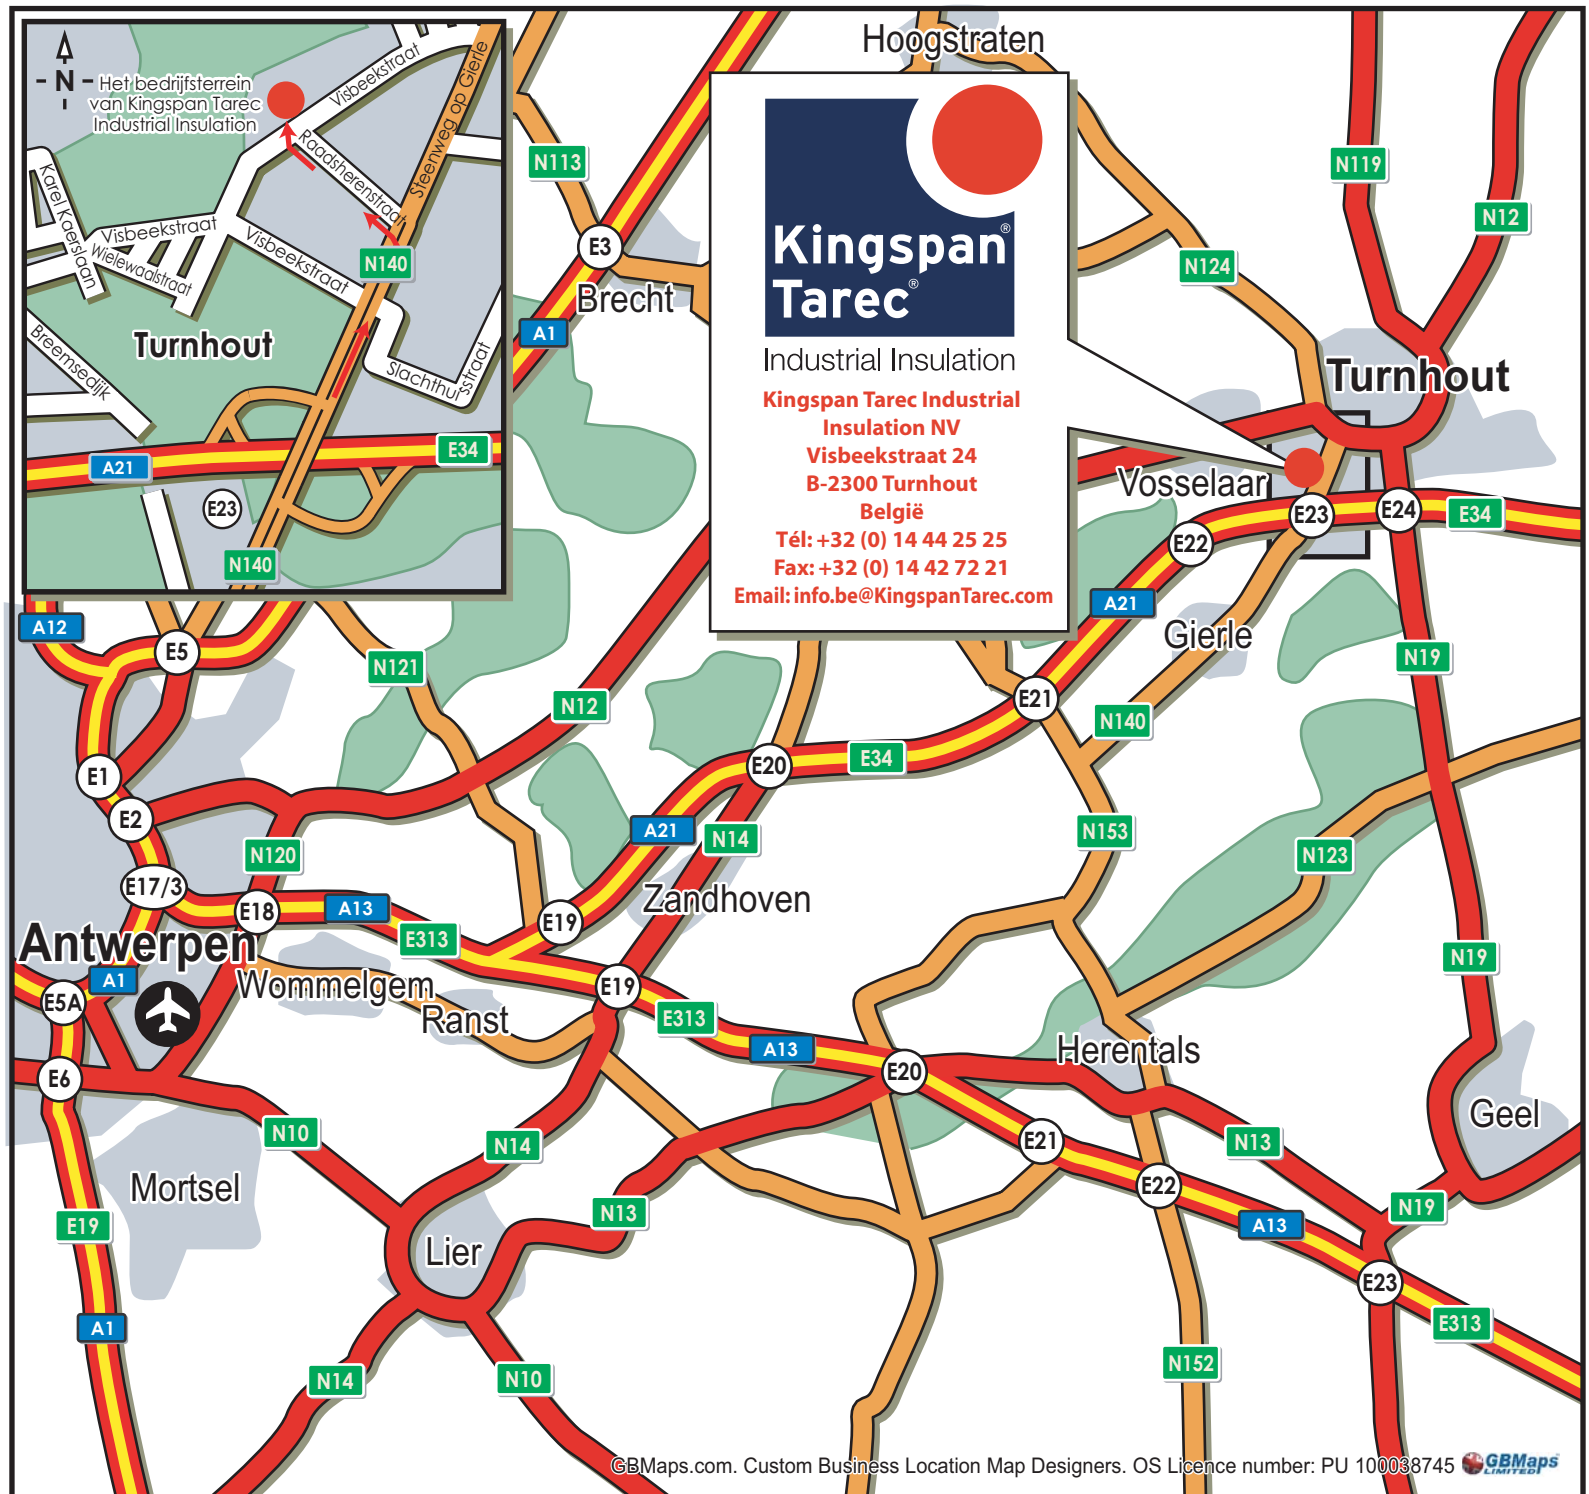 N
Het bedrijfsterrein
van Kingspan Tarec
Industrial Insulation
Visbeekstraat
Steenweg op Gierle
Raadsherenstraat
Karel Kaerslaan
Visbeekstraat
Wielewaalstraat
Visbeekstraat
N140
Turnhout
Breemsedijk
Slachthuisstraat
A21
E34
E23
N140
Hoogstraten
N113
E3
Brecht
A1
N119
N12
N124
Turnhout
Kingspan®
Tarec®
Industrial Insulation
Kingspan Tarec Industrial
Insulation NV
Visbeekstraat 24
B-2300 Turnhout
België
Tél: +32 (0) 14 44 25 25
Fax: +32 (0) 14 42 72 21
Email: info.be@KingspanTarec.com
Vosselaar
E22
E23
E24
E34
A21
Gierle
N19
A12
E5
N121
N12
E21
N140
E1
E2
E20
E34
A21
N14
N153
N123
N120
E17/3
E18
A13
E313
E19
Zandhoven
Antwerpen
A1
E5A
Wommelgem
Ranst
E19
E313
A13
N19
E6
E20
Herentals
Geel
N10
N14
E21
N13
Mortsel
E22
E19
N13
N19
A13
Lier
E23
A1
E313
N14
N10
N152
GBMaps.com. Custom Business Location Map Designers. OS Licence number: PU 100038745
GBMaps
LIMITED